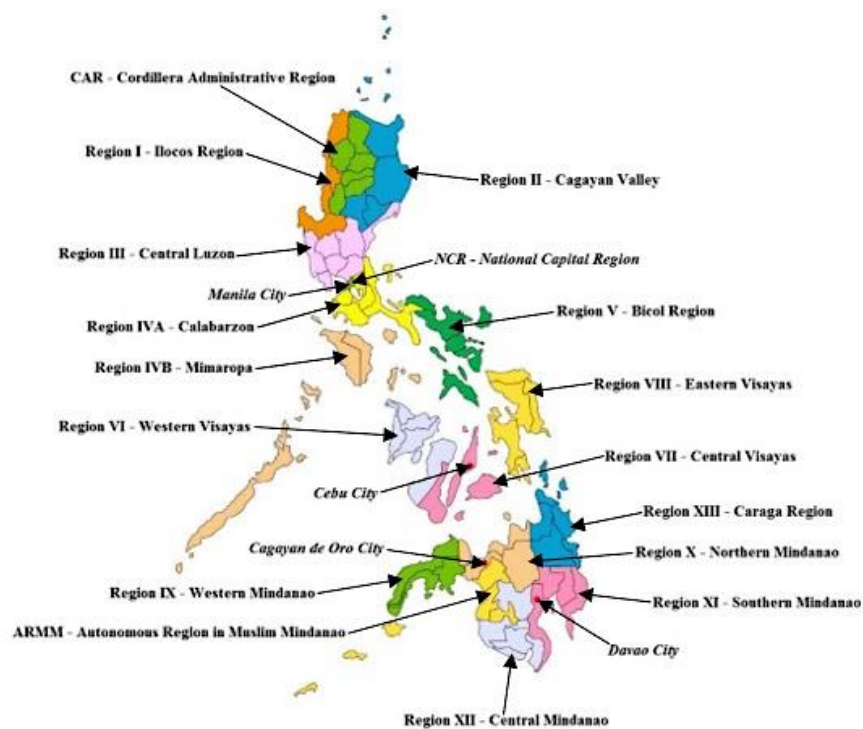 CAR - Cordillera Administrative Region
Region I - Ilocos Region
Region II - Cagayan Valley
Region III - Central Luzon
NCR - National Capital Region
Manila City
Region IVA - Calabarzon
Region V - Bicol Region
Region IVB - Mimaropa
Region VIII - Eastern Visayas
Region VI - Western Visayas
Region VII - Central Visayas
Cebu City
Region XIII - Caraga Region
Cagayan de Oro City
Region X - Northern Mindanao
Region IX - Western Mindanao
Region XI - Southern Mindanao
ARMM - Autonomous Region in Muslim Mindanao
Davao City
Region XII - Central Mindanao